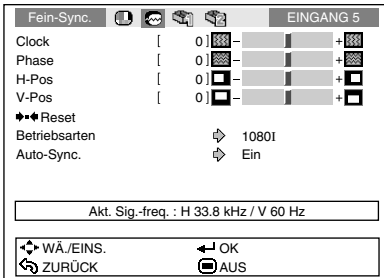 Fein-Sync. EINGANG 5
Clock [ 0 ] - +
Phase [ 0 ] - +
H-Pos [ 0 ] - +
V-Pos [ 0 ] - +
Reset
Betriebsarten 1080I
Auto-Sync. Ein
Akt. Sig.-freq. : H 33.8 kHz / V 60 Hz
WÄ./EINS. OK
ZURÜCK AUS